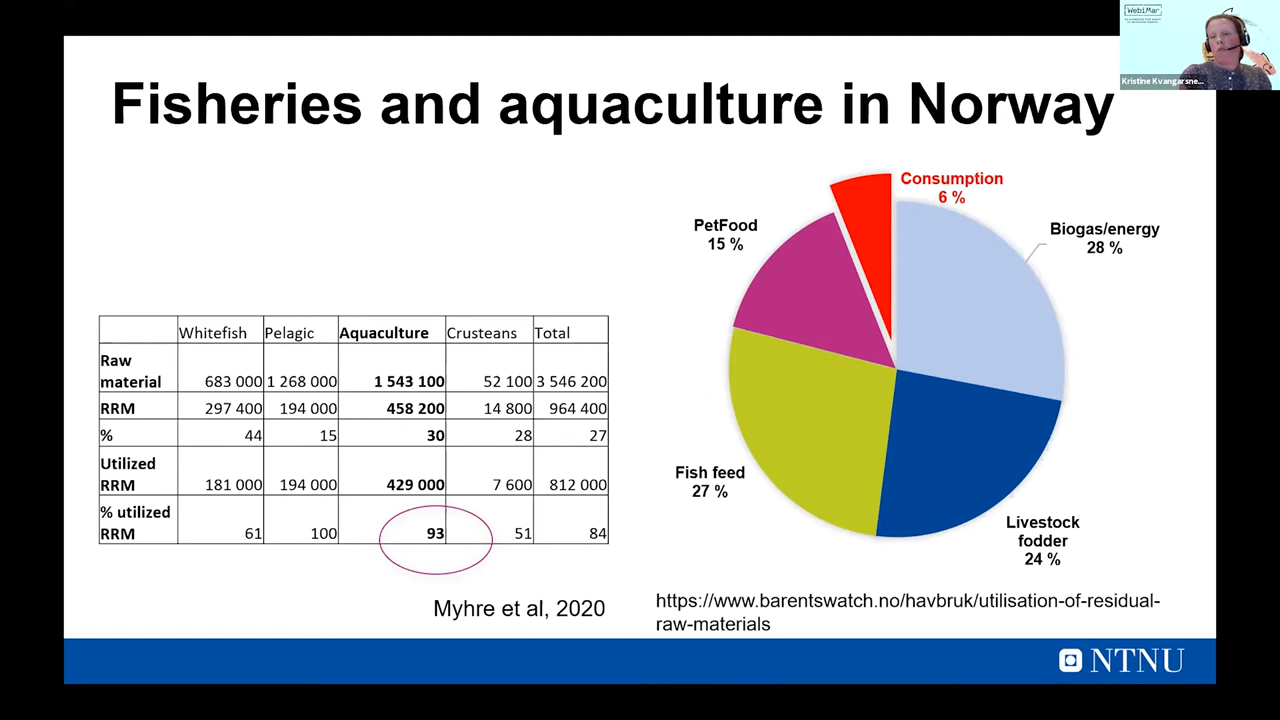 WebiMar
Kristine Kvangarsne...
Fisheries and aquaculture in Norway
Consumption
6 %
PetFood
15 %
Biogas/energy
28 %
Fish feed
27 %
Livestock
fodder
24 %
Whitefish Pelagic Aquaculture Crusteans Total
Raw
material 683 000 1 268 000 1 543 100 52 100 3 546 200
RRM 297 400 194 000 458 200 14 800 964 400
% 44 15 30 28 27
Utilized
RRM 181 000 194 000 429 000 7 600 812 000
% utilized
RRM 61 100 93 51 84
Myhre et al, 2020
https://www.barentswatch.no/havbruk/utilisation-of-residual-
raw-materials
NTNU